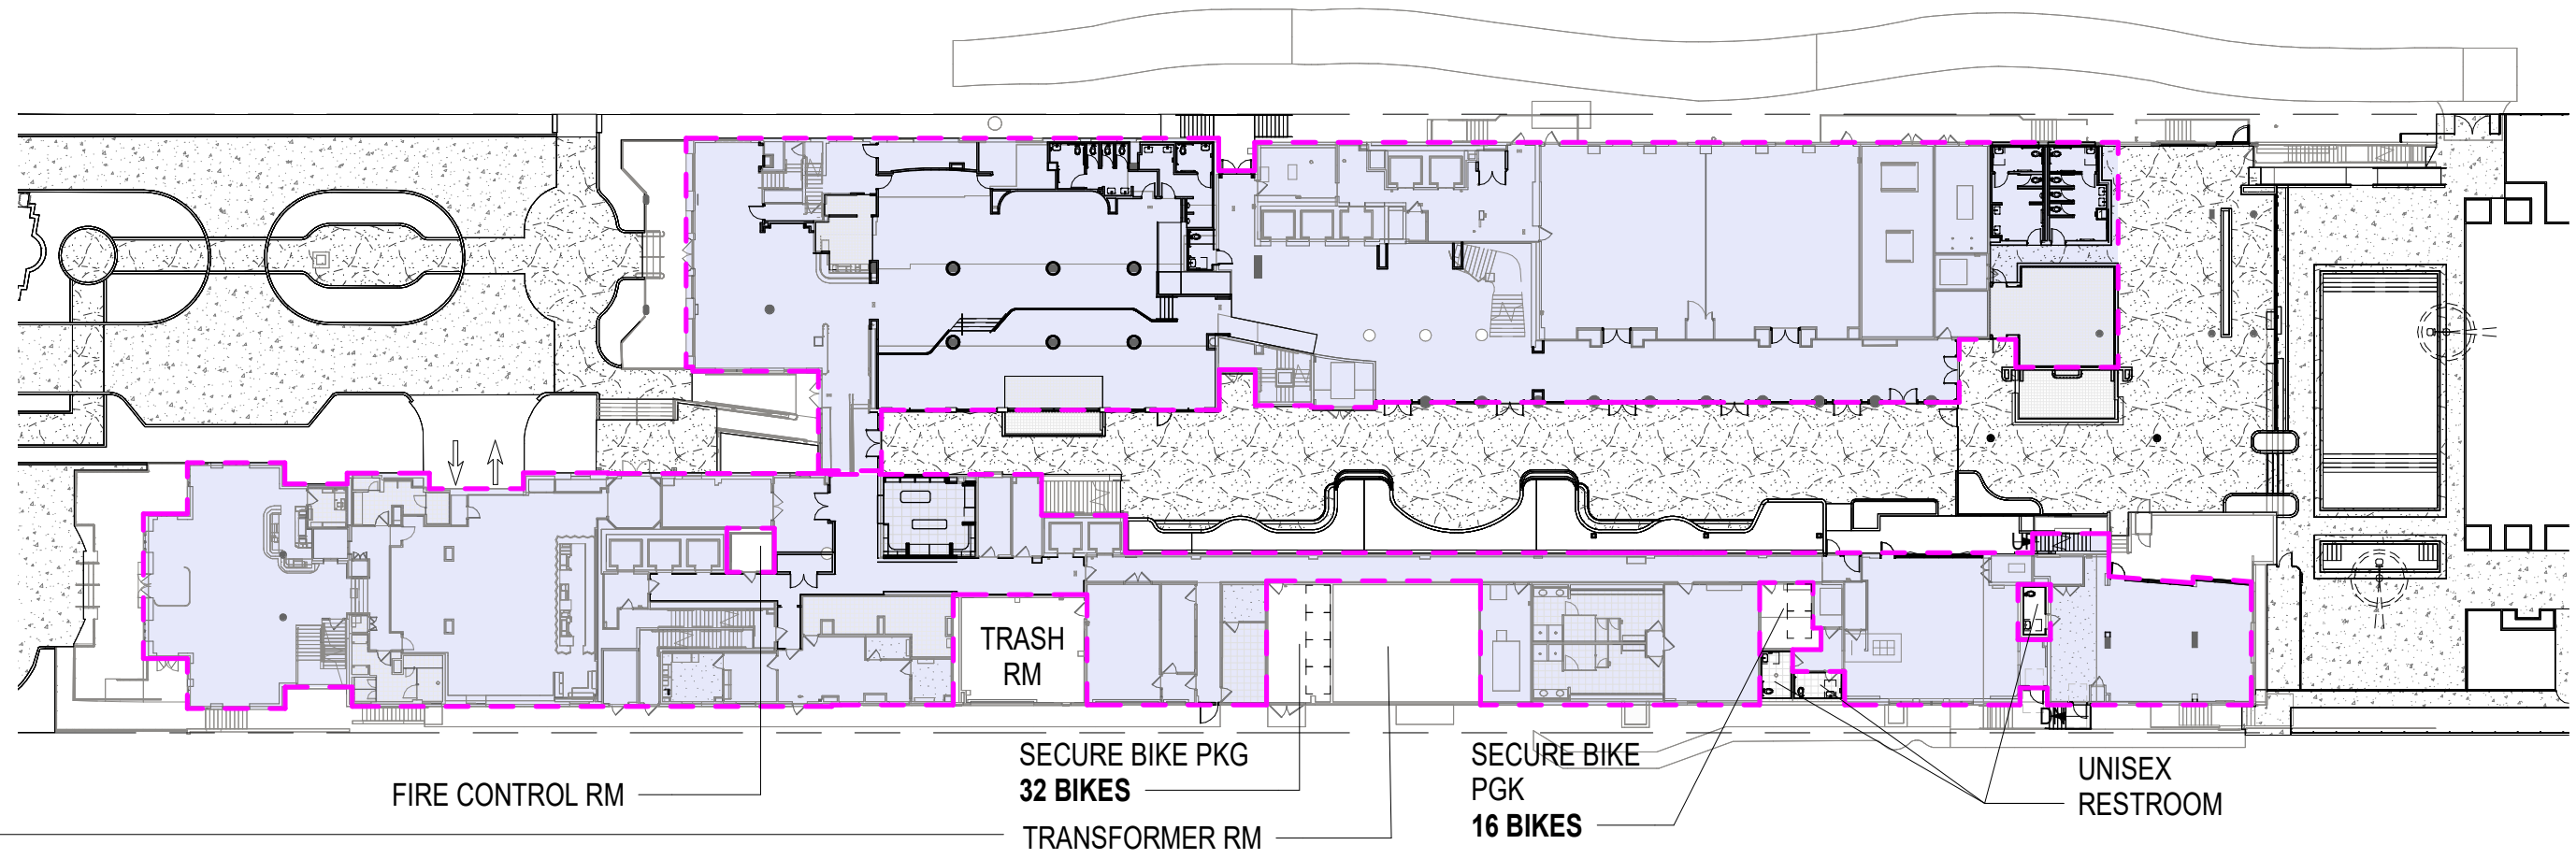 TRASH
RM
FIRE CONTROL RM
SECURE BIKE PKG
32 BIKES
TRANSFORMER RM
SECURE BIKE
PGK
16 BIKES
UNISEX
RESTROOM